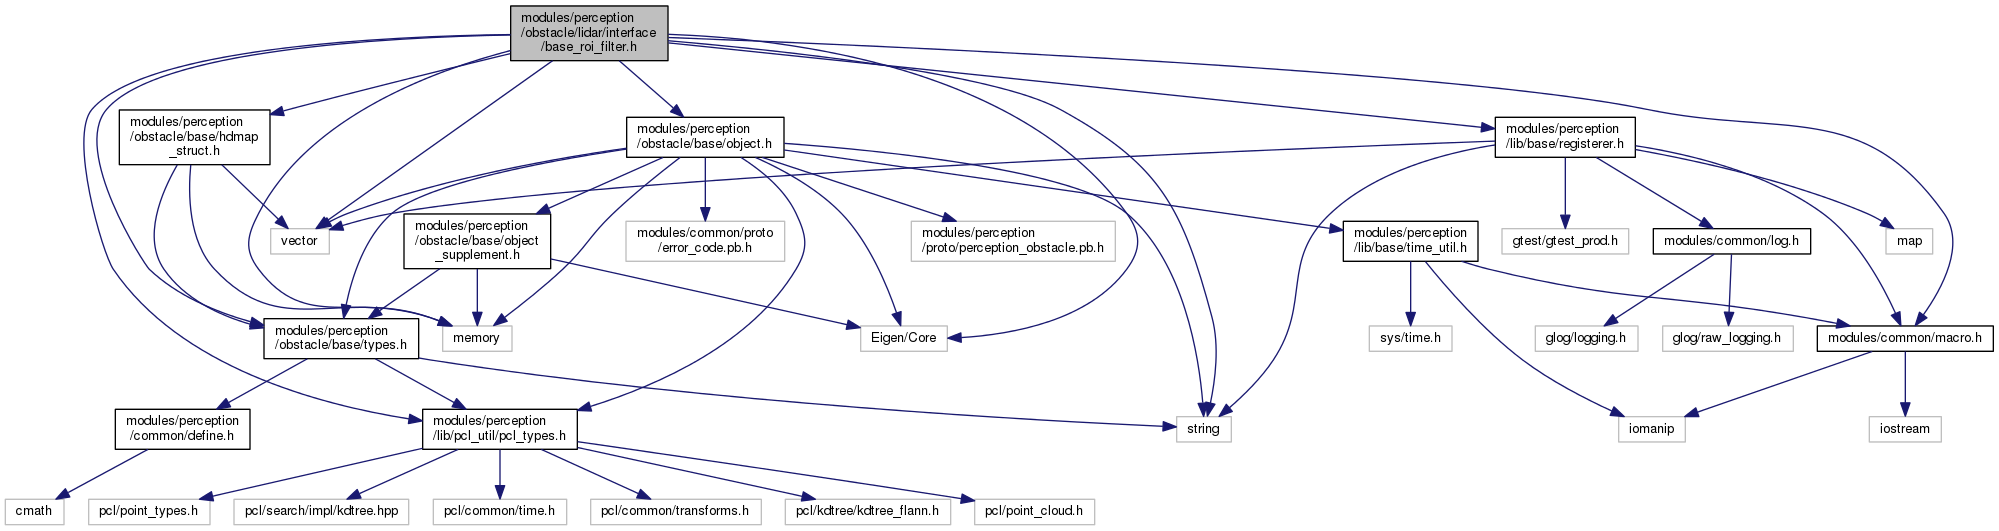 modules/perception
/obstacle/lidar/interface
/base_roi_filter.h
modules/perception
/obstacle/base/hdmap
_struct.h
modules/perception
/obstacle/base/object.h
modules/perception
/lib/base/registerer.h
vector
modules/perception
/obstacle/base/object
_supplement.h
modules/common/proto
/error_code.pb.h
modules/perception
/proto/perception_obstacle.pb.h
modules/perception
/lib/base/time_util.h
gtest/gtest_prod.h
modules/common/log.h
map
modules/perception
/obstacle/base/types.h
memory
Eigen/Core
sys/time.h
glog/logging.h
glog/raw_logging.h
modules/common/macro.h
modules/perception
/common/define.h
modules/perception
/lib/pcl_util/pcl_types.h
string
iomanip
iostream
cmath
pcl/point_types.h
pcl/search/impl/kdtree.hpp
pcl/common/time.h
pcl/common/transforms.h
pcl/kdtree/kdtree_flann.h
pcl/point_cloud.h